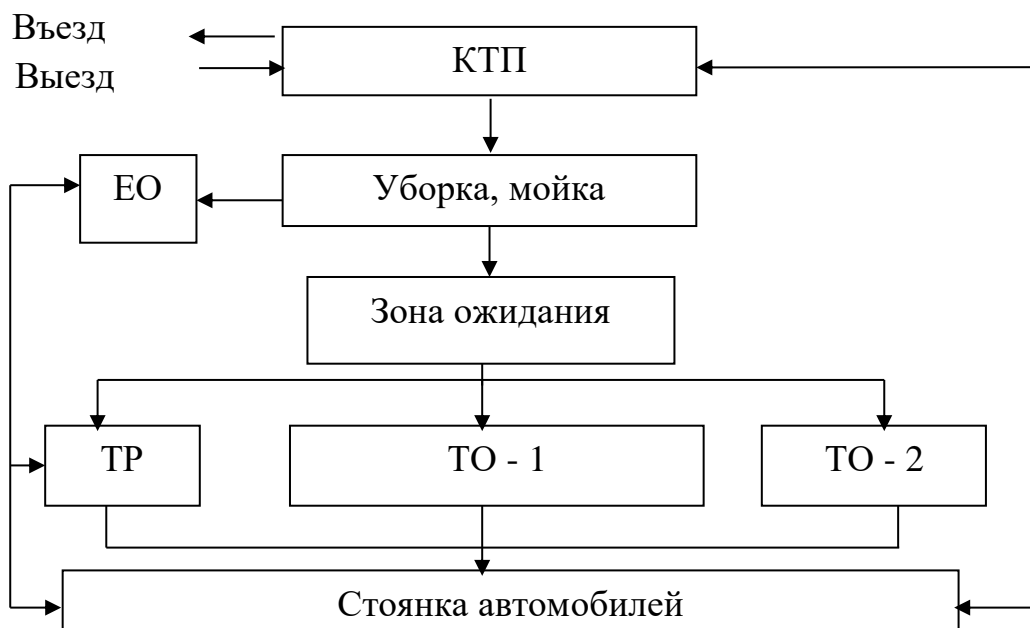 Въезд
КТП
Выезд
ЕО
Уборка, мойка
Зона ожидания
ТР
ТО - 1
ТО - 2
Стоянка автомобилей